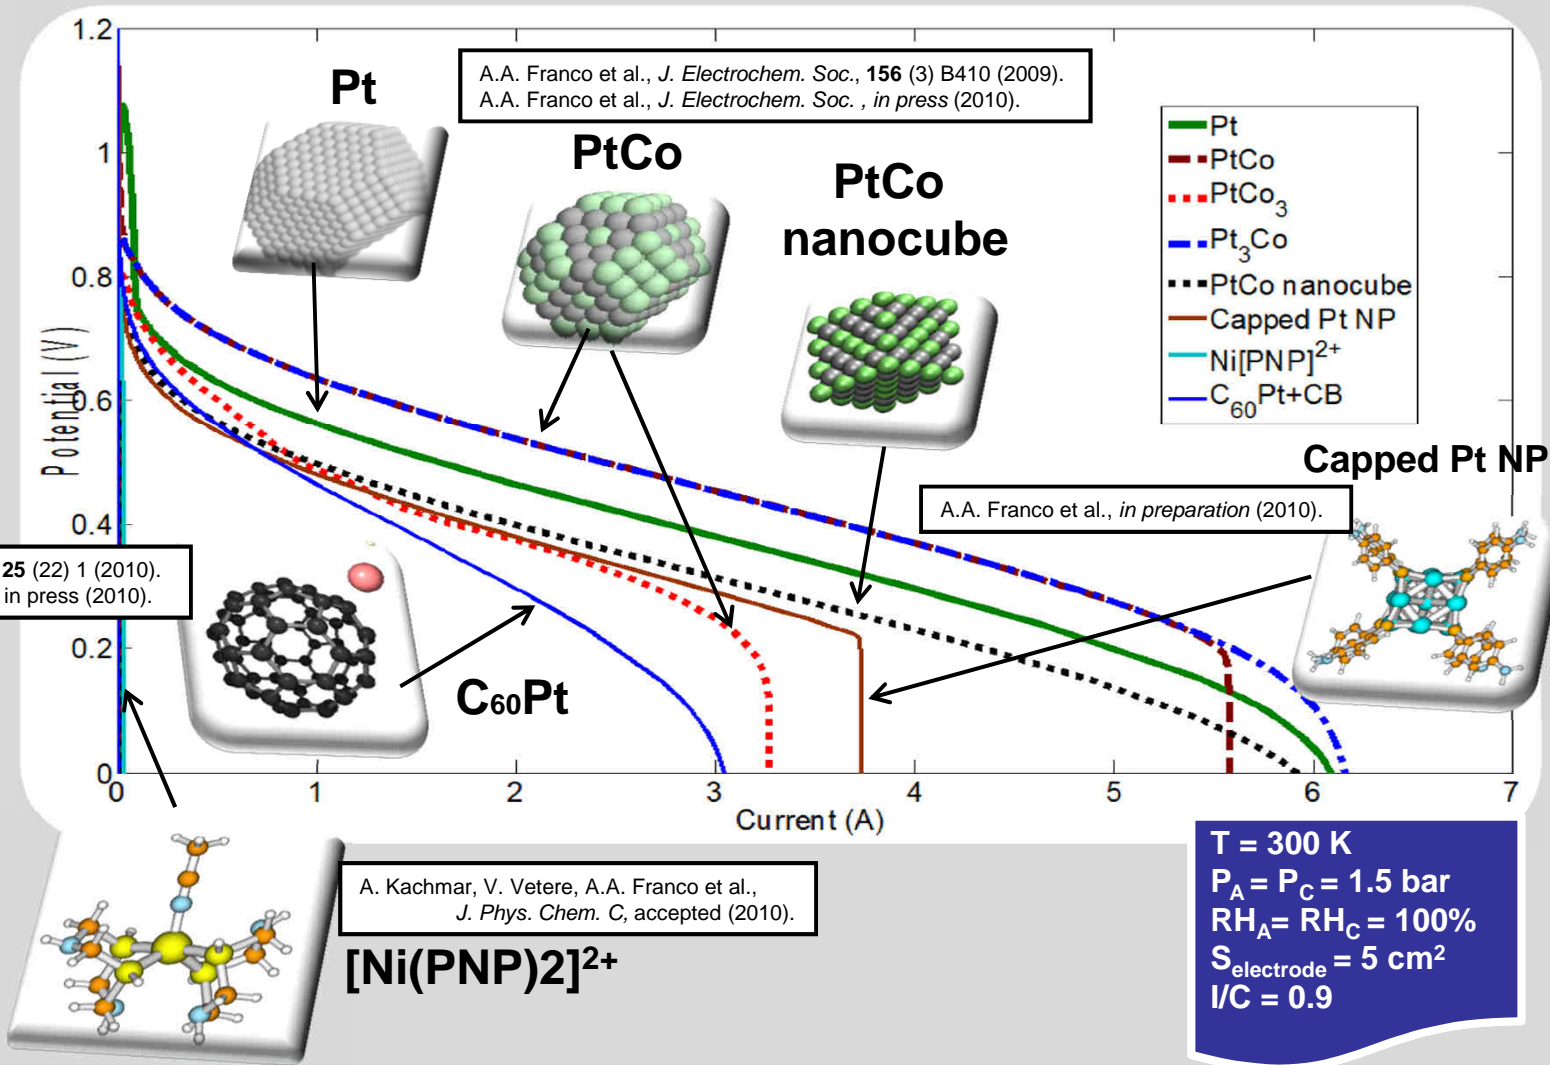 1.2
1
0.8
0.6
0.4
0.2
0
Potential (V)
0 1 2 3 4 5 6 7
Current (A)
Pt
A.A. Franco et al., J. Electrochem. Soc., 156 (3) B410 (2009).
A.A. Franco et al., J. Electrochem. Soc. , in press (2010).
PtCo
PtCo
nanocube
Pt
PtCo
PtCo3
Pt3Co
PtCo nanocube
Capped Pt NP
Ni[PNP]2+
C60Pt+CB
Capped Pt NP
A.A. Franco et al., in preparation (2010).
25 (22) 1 (2010).
in press (2010).
C60Pt
A. Kachmar, V. Vetere, A.A. Franco et al.,
J. Phys. Chem. C, accepted (2010).
[Ni(PNP)2]2+
T = 300 K
PA = PC = 1.5 bar
RHA= RHC = 100%
Selectrode = 5 cm2
I/C = 0.9